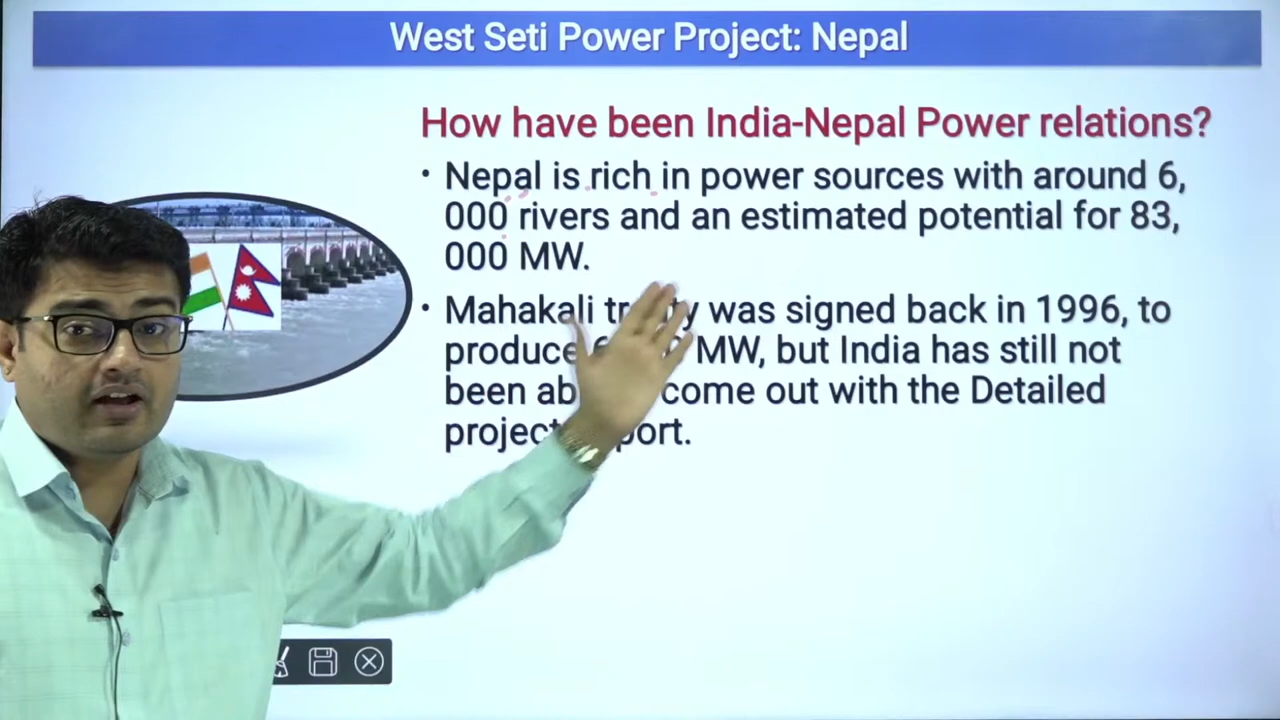 West Seti Power Project: Nepal
How have been India-Nepal Power relations?
• Nepal is rich in power sources with around 6,
000 rivers and an estimated potential for 83,
000 MW.
• Mahakali was signed back in 1996, to
produce MW, but India has still not
been come out with the Detailed
project